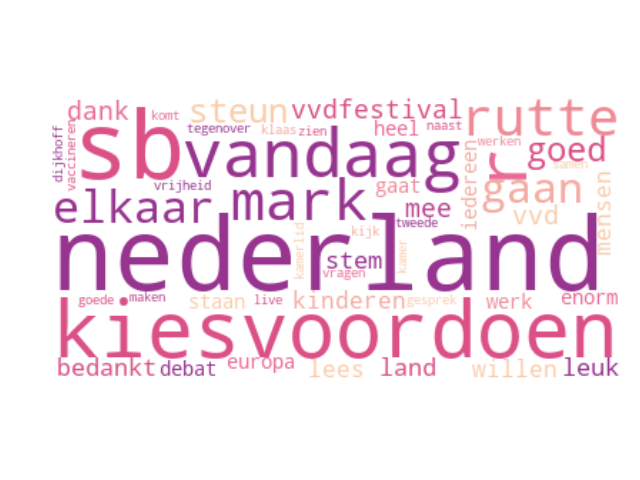 dank komt steun vvdfestival rutte
dijkhoff vaccineren sb tegenover klaas zien heel naast r werken goed
vandaag iedereen samen
vrijheid gaat gaan mensen
elkaar mark mee tweede vvd
nederland kamerlid stem kijk kamer
vragen
goede maken staan live kinderen gesprek werk enorm
kiesvoordoen
bedankt debat europa lees land willen leuk